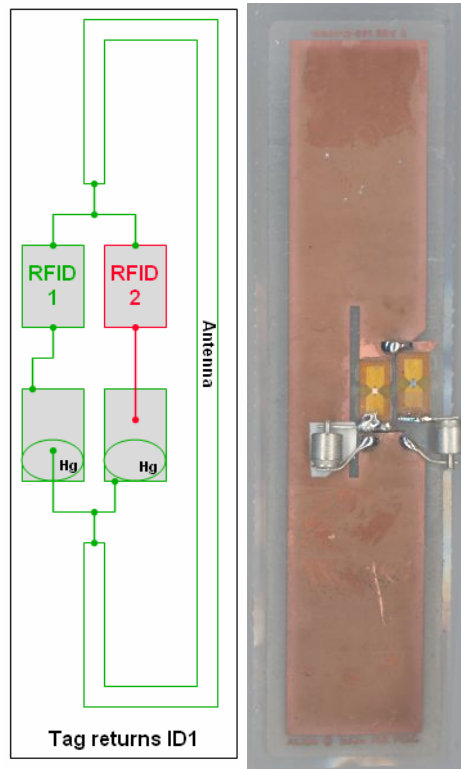 RFID
1
RFID
2
Antenna
Hg
Hg
Tag returns ID1